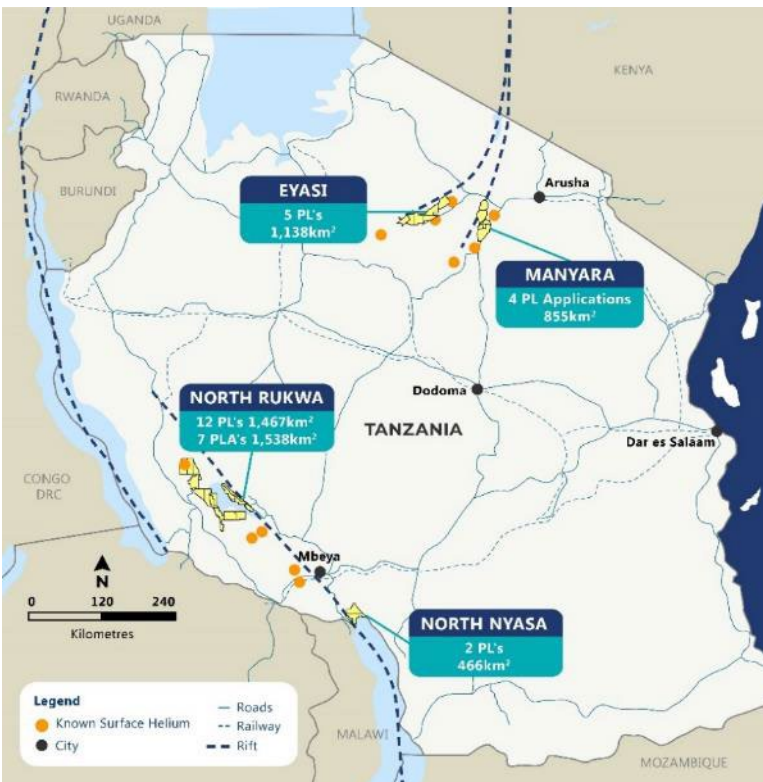 UGANDA
KENYA
RWANDA
BURUNDI
EYASI
5 PL's
1,138km²
Arusha
MANYARA
4 PL Applications
855km²
NORTH RUKWA
12 PL's 1,467km²
7 PLA's 1,538km²
Dodoma
TANZANIA
Dar es Salaam
CONGO
DRC
Mbeya
N
0 120 240
Kilometres
NORTH NYASA
2 PL's
466km²
Legend
Known Surface Helium
City
Roads
Railway
Rift
MALAWI
MOZAMBIQUE